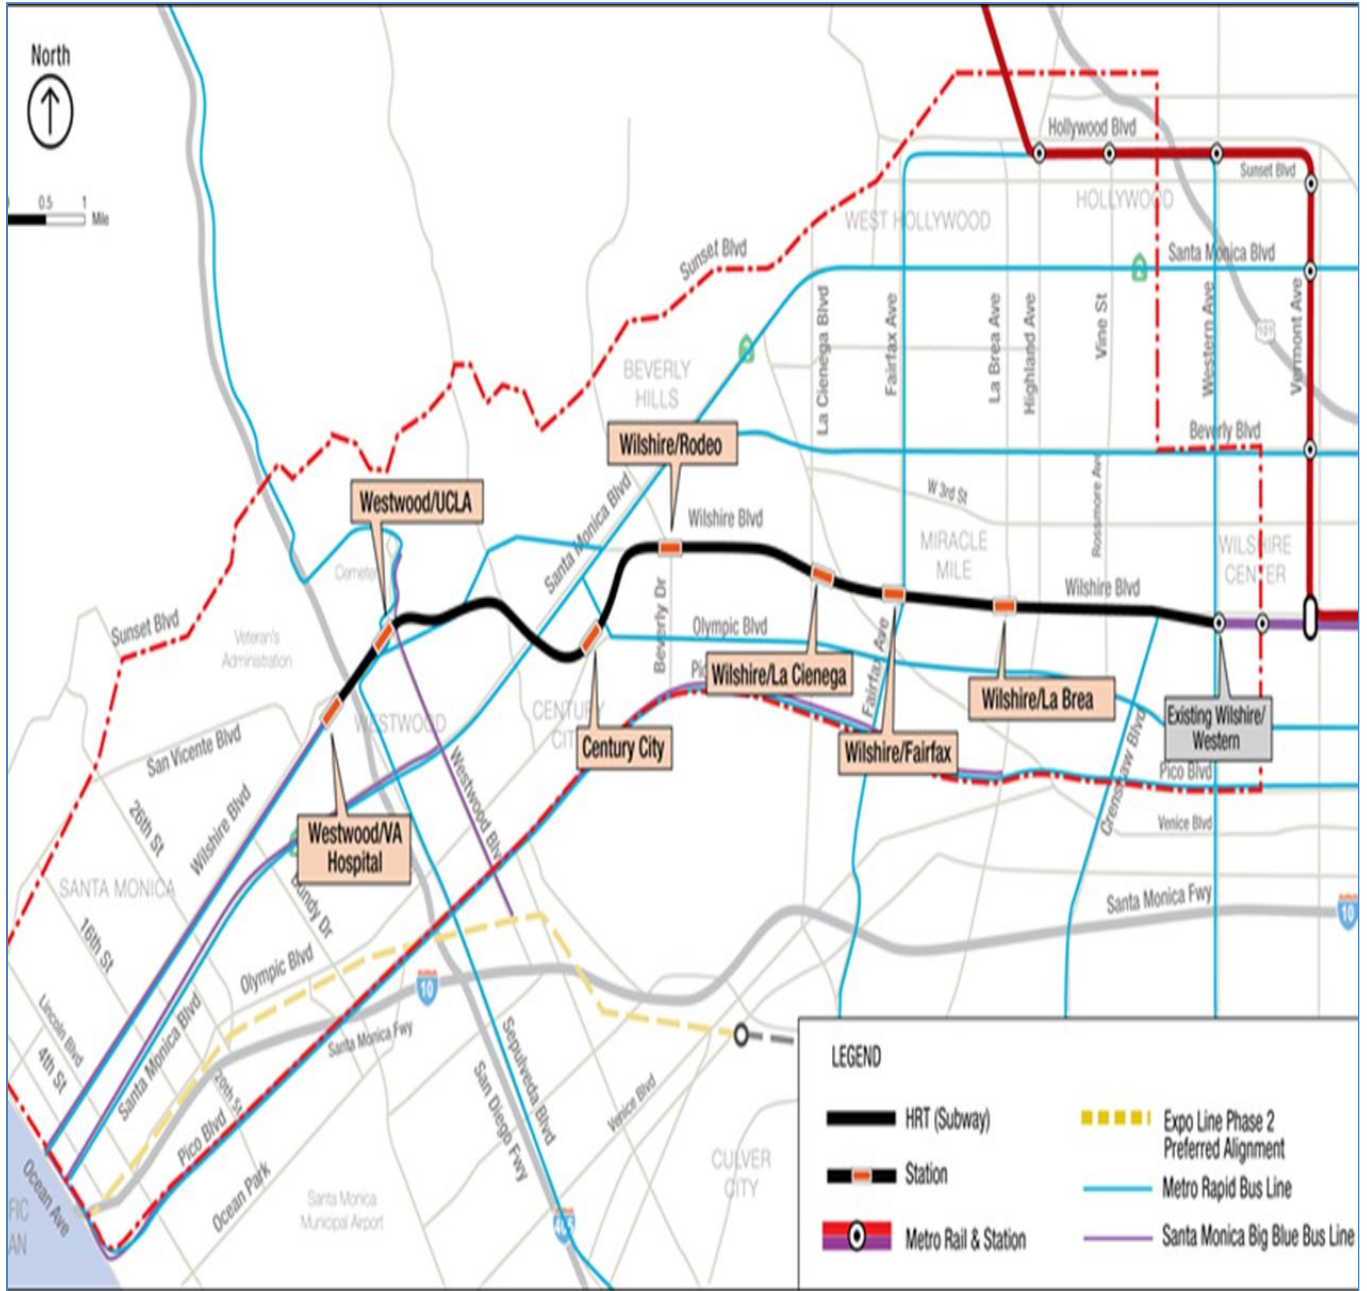 North
0.5 1
Mile
Hollywood Blvd
Sunset Blvd
HOLLYWOOD
WEST HOLLYWOOD
Santa Monica Blvd
Sunset Blvd
101
La Cienega Blvd
Fairfax Ave
La Brea Ave
Highland Ave
Vine St
Western Ave
Vermont Ave
BEVERLY
HILLS
Wilshire/Rodeo
Beverly Blvd
Westwood/UCLA
Santa Monica Blvd
W 3rd St
Rossmore Ave
Wilshire Blvd
MIRACLE
MILE
WILSHIRE
CENTER
Wilshire Blvd
Beverly Dr
Olympic Blvd
Sunset Blvd
Veteran's
Administration
Wilshire/La Cienega
Fairfax Ave
Wilshire/La Brea
Existing Wilshire/
Western
WESTWOOD
CENTURY
Century City
Wilshire/Fairfax
San Vicente Blvd
Westwood Blvd
Crenshaw Blvd
Pico Blvd
Venice Blvd
26th St
Wilshire Blvd
Westwood/VA
Hospital
SANTA MONICA
Bundy Dr
Santa Monica Fwy
10
16th St
Olympic Blvd
10
Lincoln Blvd
4th St
Santa Monica Blvd
Santa Monica Fwy
20th St
Pico Blvd
Sepulveda Blvd
San Diego Fwy
Venice Blvd
CULVER
CITY
Ocean Ave
Ocean Park
Santa Monica
Municipal Airport
405
FIC
AN
LEGEND
HRT (Subway)
Station
Metro Rail & Station
Expo Line Phase 2
Preferred Alignment
Metro Rapid Bus Line
Santa Monica Big Blue Bus Line